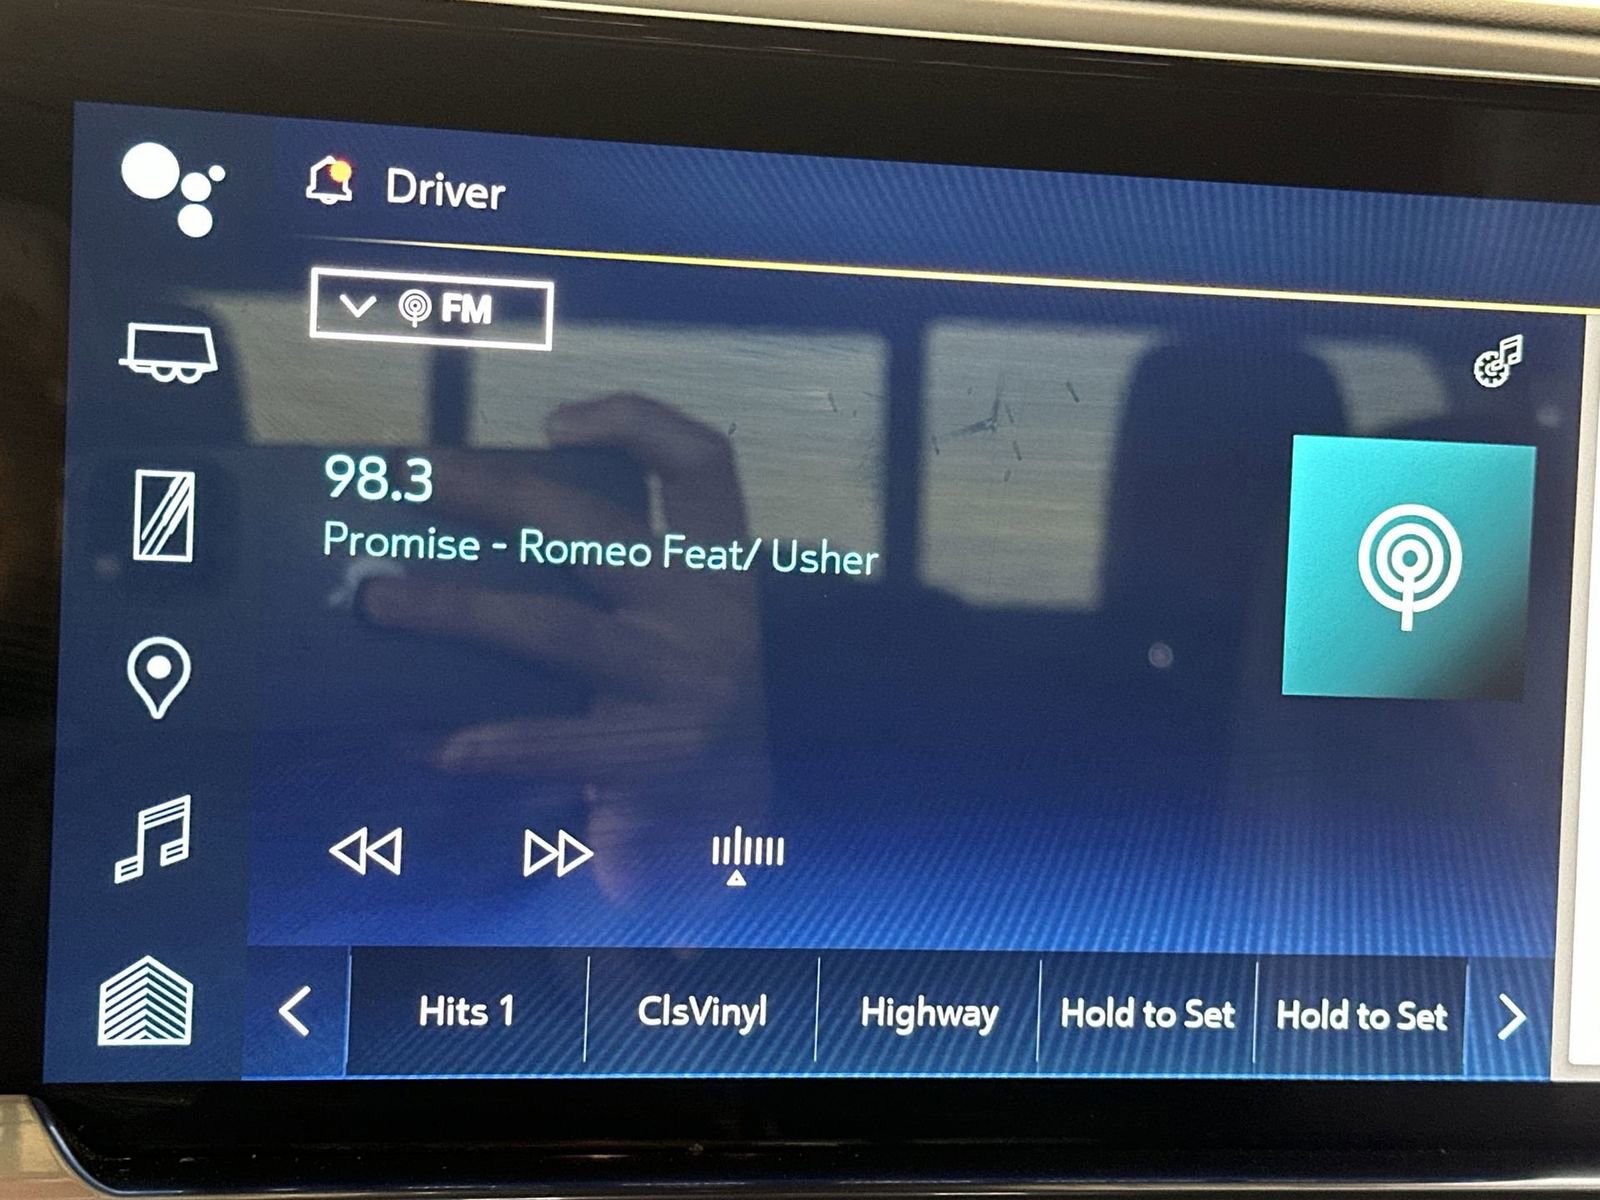 Driver
FM
98.3
Promise - Romeo Feat/ Usher
Hits 1
ClsVinyl
Highway
Hold to Set
Hold to Set